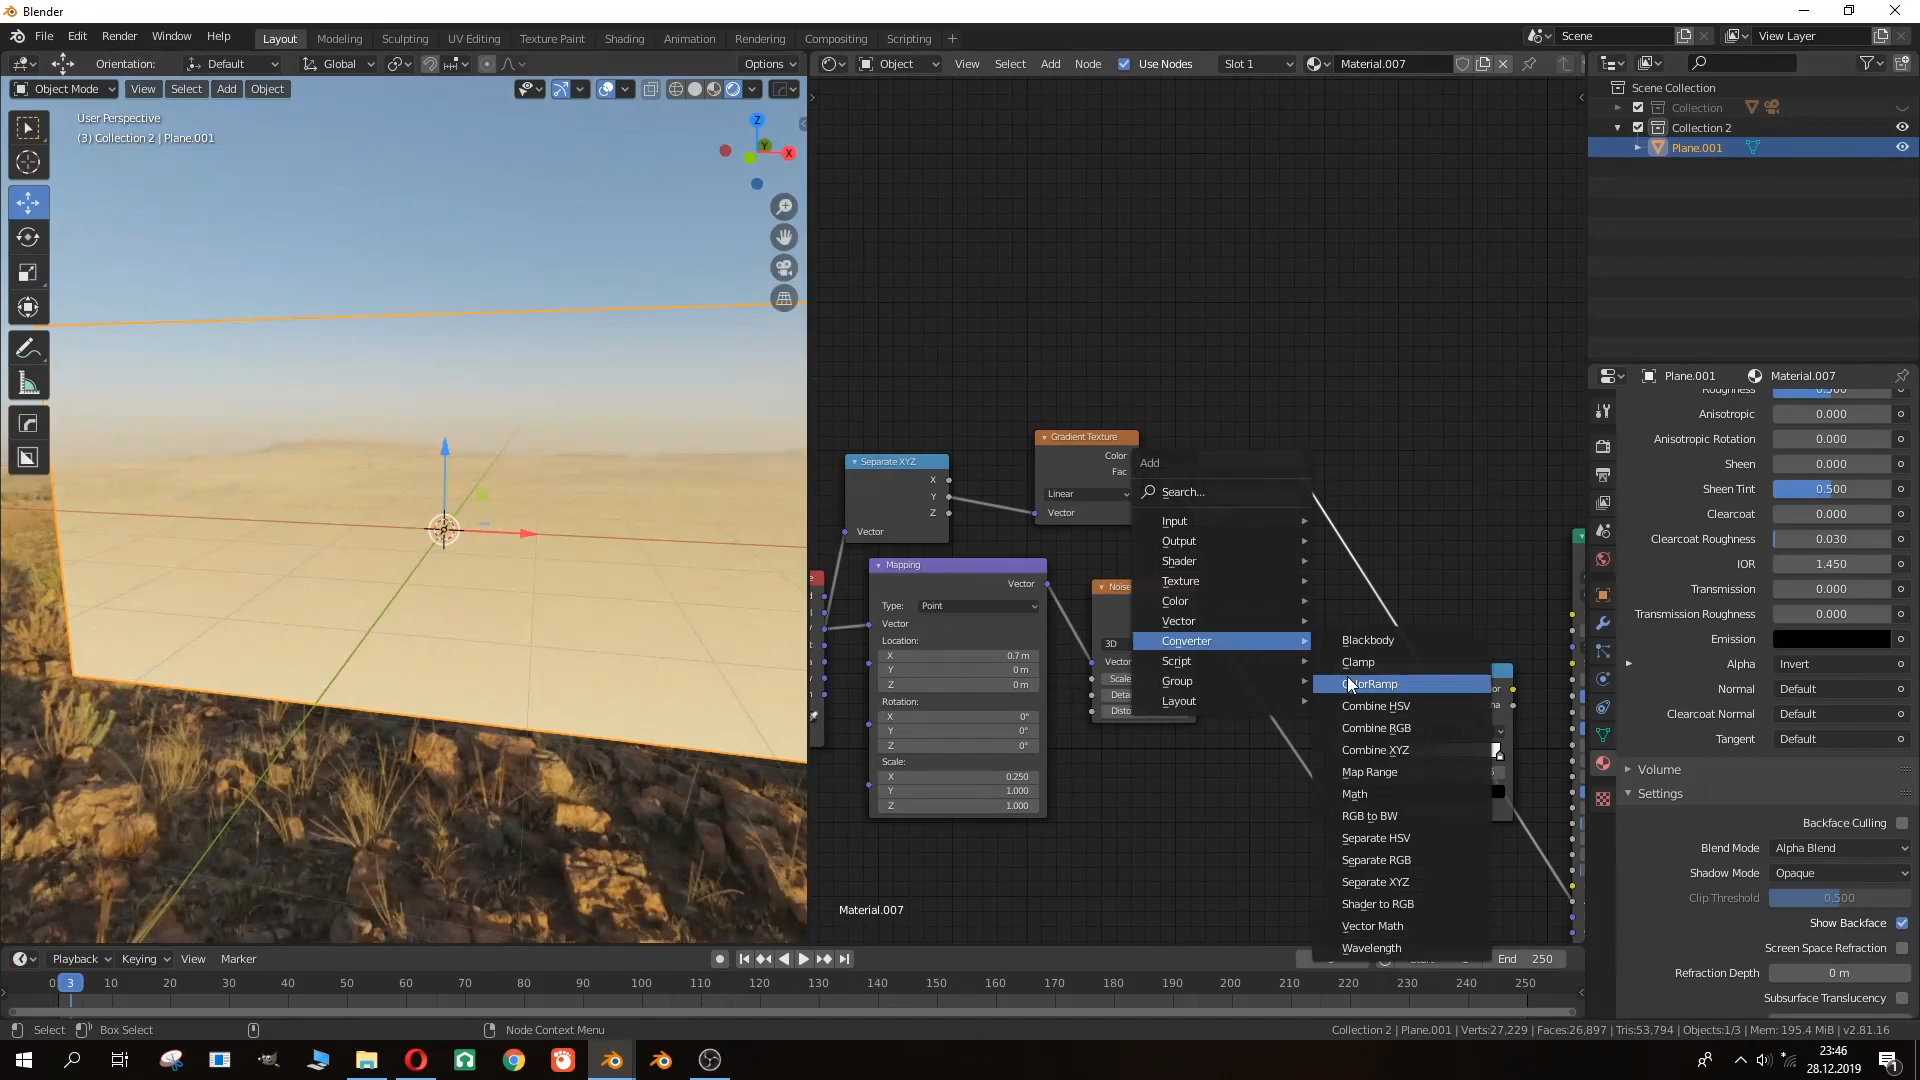 Blender
File Edit Render Window Help
Layout Modeling Sculpting UV Editing Texture Paint Shading Animation Rendering Compositing Scripting
Scene
View Layer
Orientation: Default Global
Options
Object View Select Add Node Use Nodes Slot 1 Material.007
Object Mode View Select Add Object
User Perspective
(3) Collection 2 | Plane.001
Z
Y
X
Scene Collection
Collection
Collection 2
Plane.001
Separate XYZ
X
Y
Z
Vector
Gradient Texture
Color
Fac
Linear
Vector
Mapping
Vector
Type: Point
Vector
Location:
X 0.7 m
Y 0 m
Z 0 m
Rotation:
X 0°
Y 0°
Z 0°
Scale:
X 0.250
Y 1.000
Z 1.000
Noise
3D
Vecto
Scale
Deta
Disto
Add
Search...
Input
Output
Shader
Texture
Color
Vector
Converter
Script
Group
Layout
Blackbody
Clamp
ColorRamp
Combine HSV
Combine RGB
Combine XYZ
Map Range
Math
RGB to BW
Separate HSV
Separate RGB
Separate XYZ
Shader to RGB
Vector Math
Wavelength
Material.007
Plane.001 Material.007
Roughness 0.500
Anisotropic 0.000
Anisotropic Rotation 0.000
Sheen 0.000
Sheen Tint 0.500
Clearcoat 0.000
Clearcoat Roughness 0.030
IOR 1.450
Transmission 0.000
Transmission Roughness 0.000
Emission
Alpha Invert
Normal Default
Clearcoat Normal Default
Tangent Default
Volume
Settings
Backface Culling
Blend Mode Alpha Blend
Shadow Mode Opaque
Clip Threshold 0.500
Show Backface
Screen Space Refraction
Refraction Depth 0 m
Subsurface Translucency
Playback Keying View Marker
End 250
0 3 10 20 30 40 50 60 70 80 90 100 110 120 130 140 150 160 170 180 190 200 210 220 230 240 250
Select Box Select Node Context Menu
Collection 2 | Plane.001 | Verts:27,229 | Faces:26,897 | Tris:53,794 | Objects:1/3 | Mem: 195.4 MiB | v2.81.16
23:46
28.12.2019
1